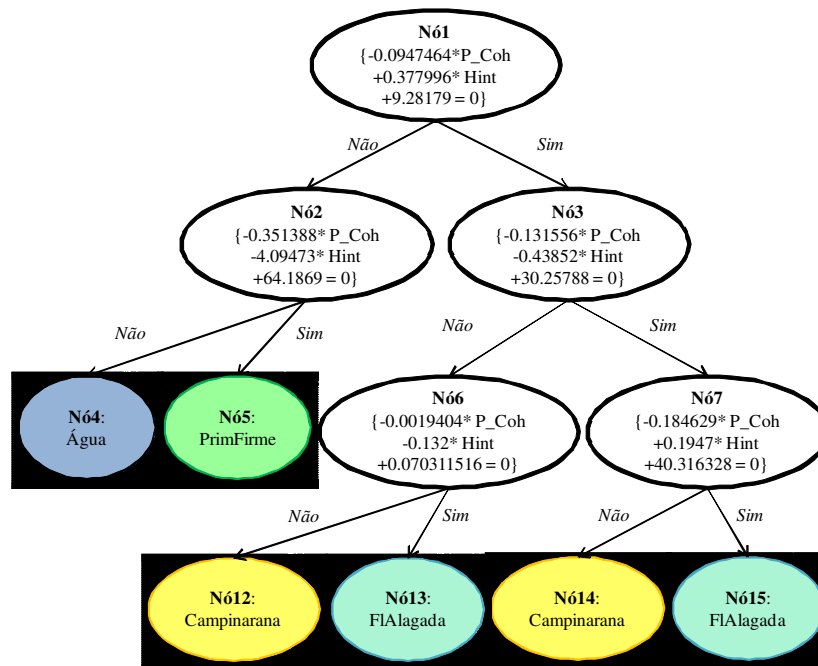 Nó1
{-0.0947464*P_Coh
+0.377996* Hint
+9.28179 = 0}
Não
Sim
Nó2
{-0.351388* P_Coh
-4.09473* Hint
+64.1869 = 0}
Nó3
{-0.131556* P_Coh
-0.43852* Hint
+30.25788 = 0}
Não
Sim
Não
Sim
Nó4:
Água
Nó5:
PrimFirme
Nó6
{-0.0019404* P_Coh
-0.132* Hint
+0.070311516 = 0}
Nó7
{-0.184629* P_Coh
+0.1947* Hint
+40.316328 = 0}
Não
Sim
Não
Sim
Nó12:
Campinarana
Nó13:
FlAlagada
Nó14:
Campinarana
Nó15:
FlAlagada